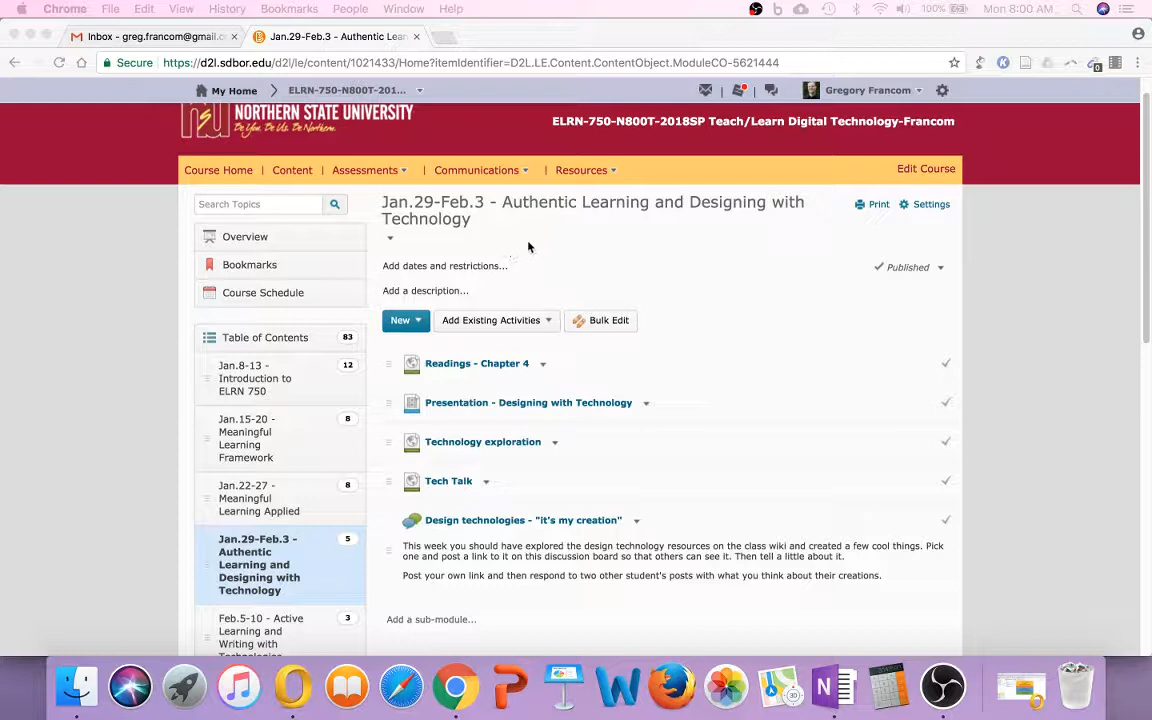 Chrome File Edit View History Bookmarks People Window Help 100% Mon 8:00 AM
Inbox - greg.francom@gmail.c × Jan.29-Feb.3 - Authentic Lear ×
Secure https://d2l.sdbor.edu/d2l/le/content/1021433/Home?itemIdentifier=D2L.LE.Content.ContentObject.ModuleCO-5621444
My Home ELRN-750-N800T-201... Gregory Francom
NORTHERN STATE UNIVERSITY
Be You. Do Us. Be Northern.
ELRN-750-N800T-2018SP Teach/Learn Digital Technology-Francom
Course Home Content Assessments Communications Resources Edit Course
Search Topics
Overview
Bookmarks
Course Schedule
Table of Contents 83
Jan.8-13 - 12
Introduction to
ELRN 750
Jan.15-20 - 8
Meaningful
Learning
Framework
Jan.22-27 - 8
Meaningful
Learning Applied
Jan.29-Feb.3 - 5
Authentic
Learning and
Designing with
Technology
Feb.5-10 - Active 3
Learning and
Writing with
Jan.29-Feb.3 - Authentic Learning and Designing with
Technology
Print Settings
Add dates and restrictions... Published
Add a description...
New Add Existing Activities Bulk Edit
Readings - Chapter 4
Presentation - Designing with Technology
Technology exploration
Tech Talk
Design technologies - "it's my creation"
This week you should have explored the design technology resources on the class wiki and created a few cool things. Pick
one and post a link to it on this discussion board so that others can see it. Then tell a little about it.
Post your own link and then respond to two other student's posts with what you think about their creations.
Add a sub-module...